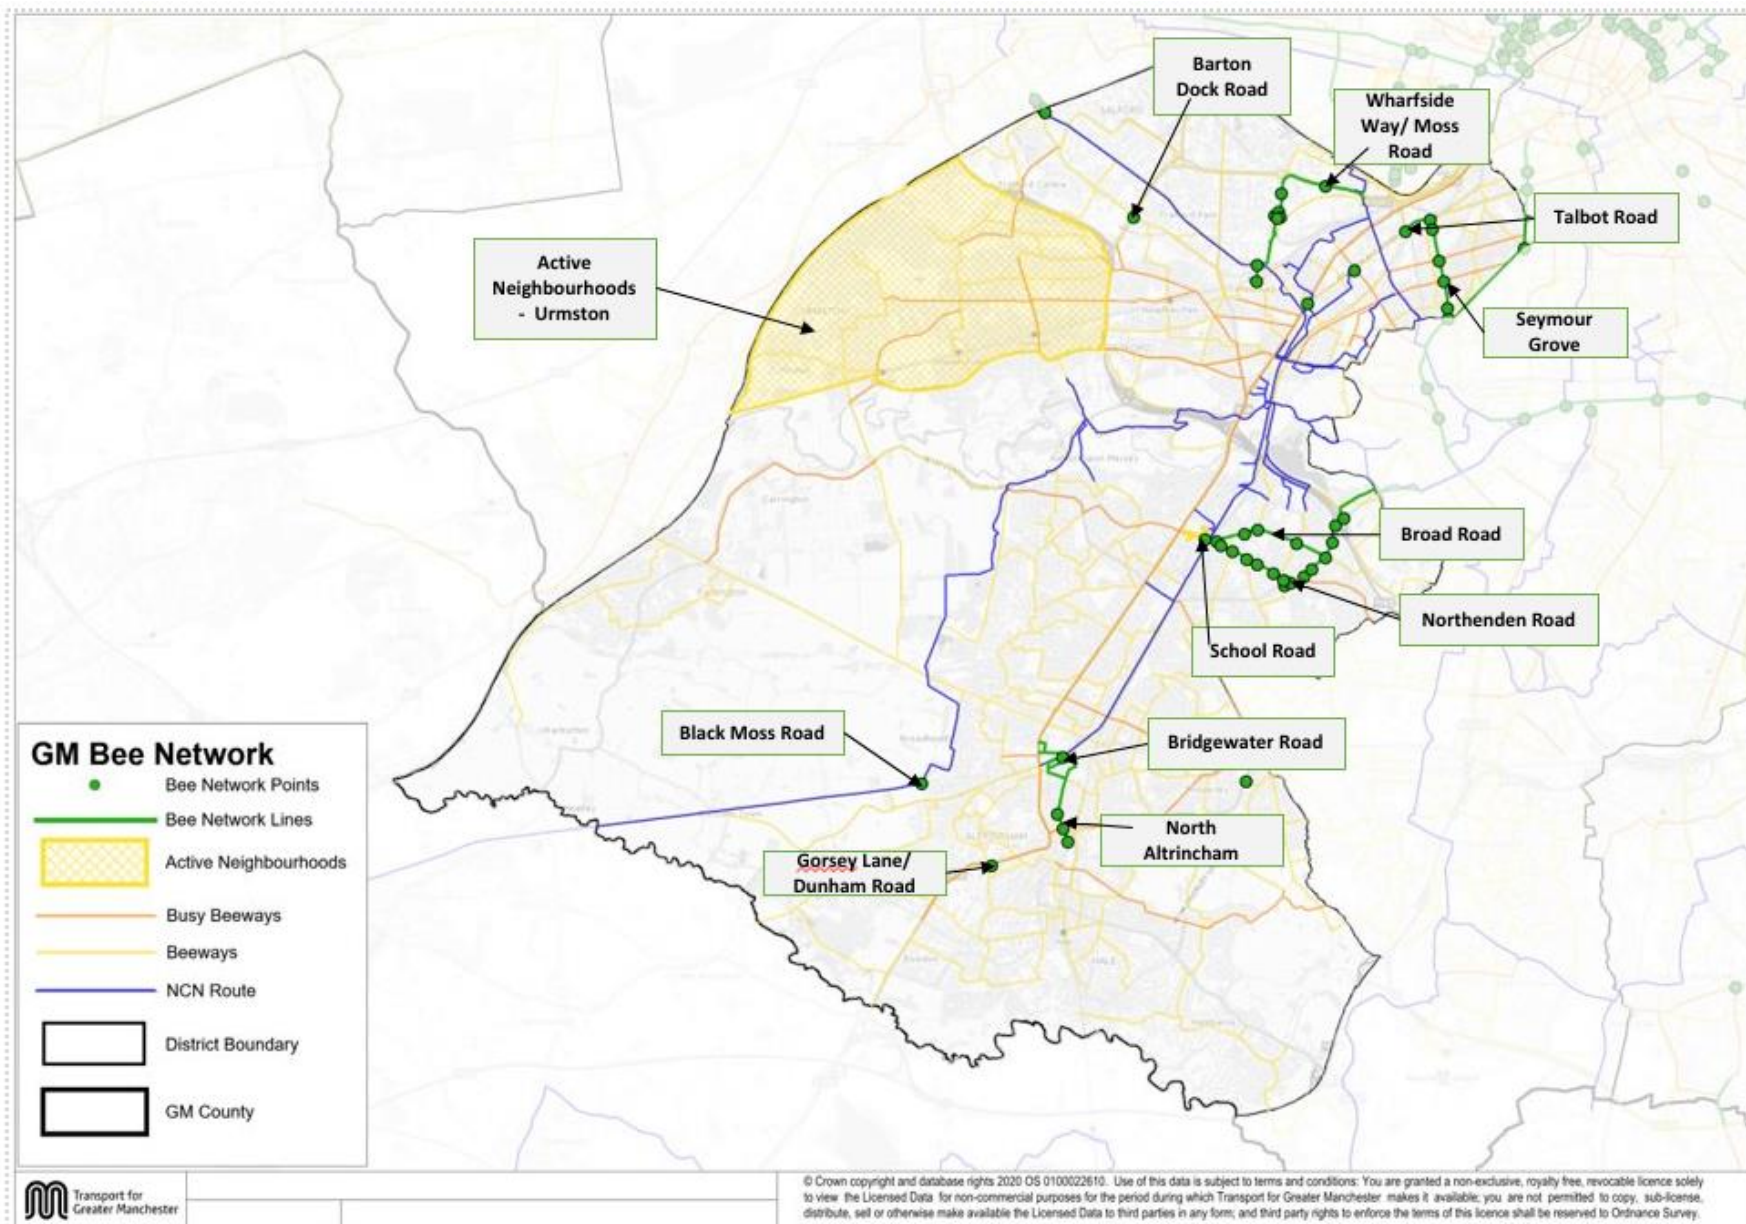 Barton
Dock Road
Wharfside
Way/ Moss
Road
Talbot Road
Active
Neighbourhoods
- Urmston
Seymour
Grove
Broad Road
Northenden Road
School Road
Black Moss Road
Bridgewater Road
North
Altrincham
Gorsey Lane/
Dunham Road
GM Bee Network
Bee Network Points
Bee Network Lines
Active Neighbourhoods
Busy Beeways
Beeways
NCN Route
District Boundary
GM County
Transport for
Greater Manchester
© Crown copyright and database rights 2020 OS 0100022610. Use of this data is subject to terms and conditions: You are granted a non-exclusive, royalty free, revocable licence solely
to view the Licensed Data for non-commercial purposes for the period during which Transport for Greater Manchester makes it available; you are not permitted to copy, sub-license,
distribute, sell or otherwise make available the Licensed Data to third parties in any form; and third party rights to enforce the terms of this licence shall be reserved to Ordnance Survey.